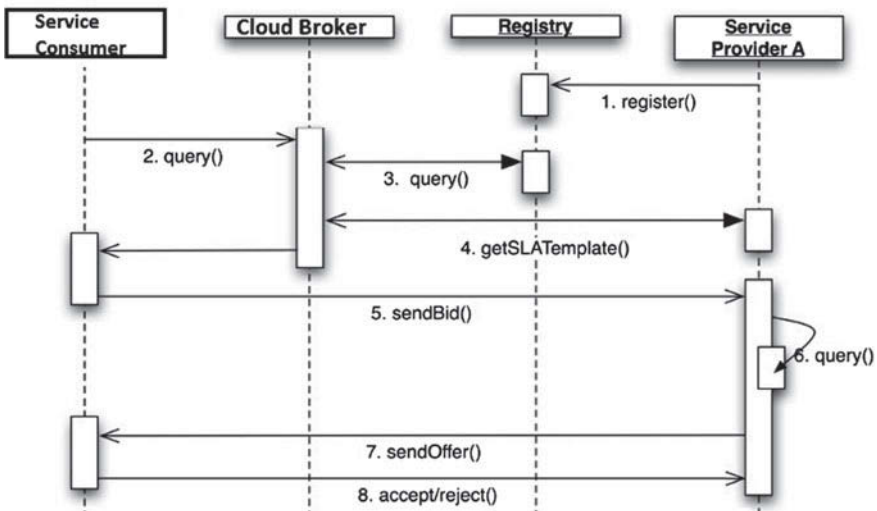 Service
Consumer
Cloud Broker
Registry
Service
Provider A
1. register()
2. query()
3. query()
4. getSLATemplate()
5. sendBid()
6. query()
7. sendOffer()
8. accept/reject()